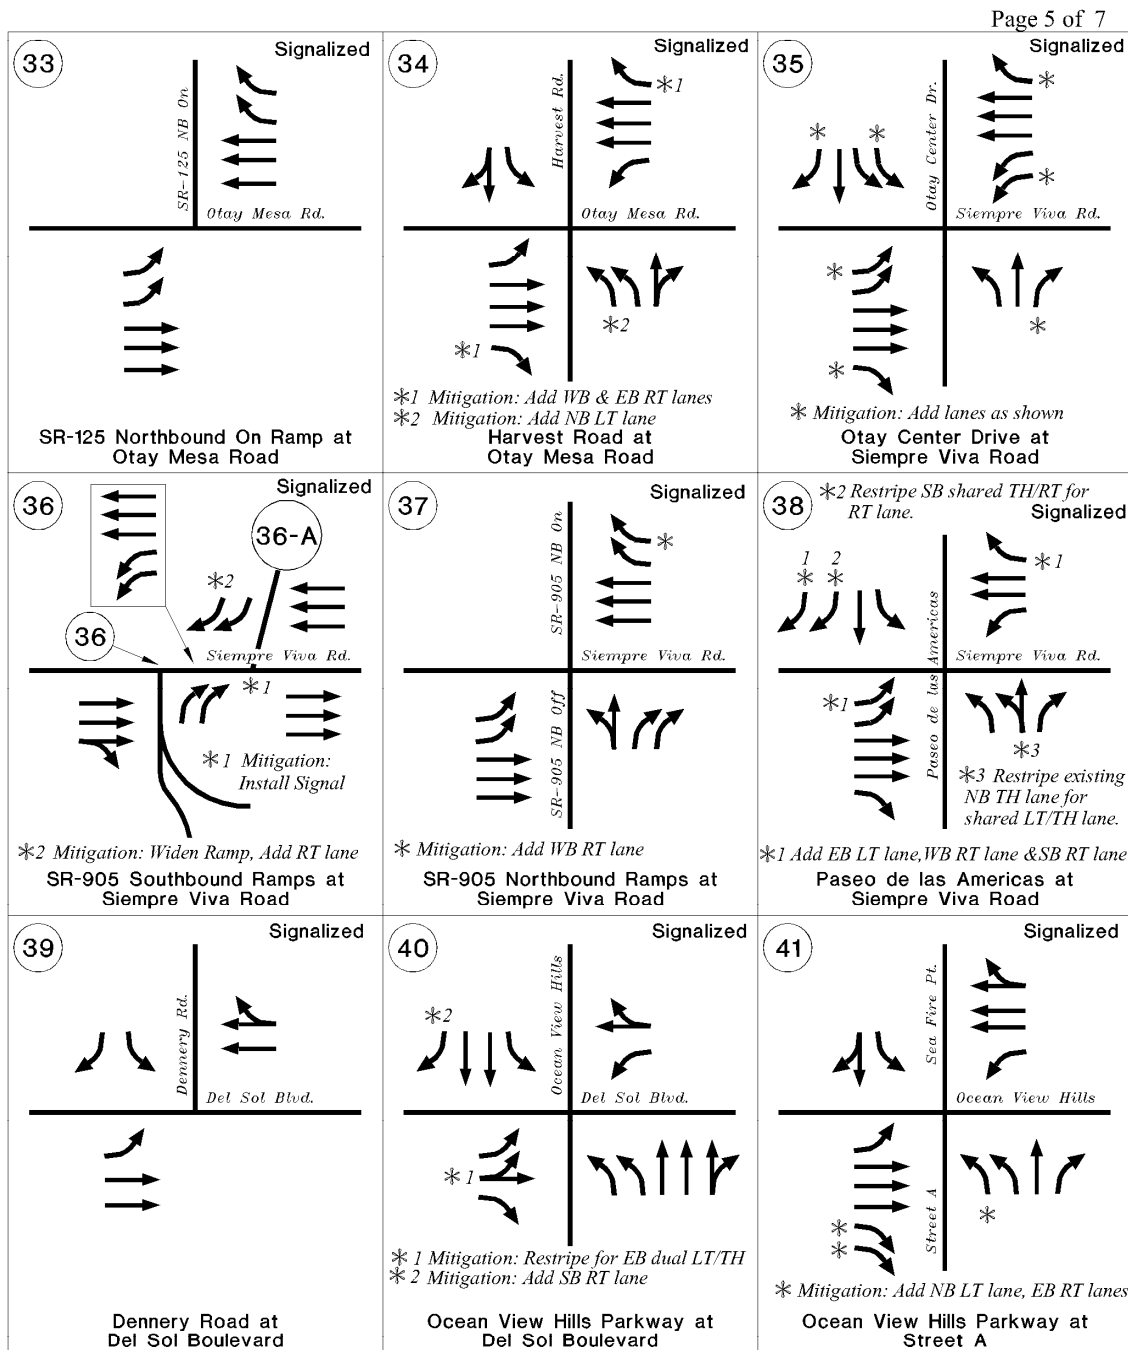 Page 5 of 7
33
Signalized
SR-125 NB On
Otay Mesa Rd.
SR-125 Northbound On Ramp at
Otay Mesa Road
34
Signalized
Harvest Rd.
*1
Otay Mesa Rd.
*1
*2
*1 Mitigation: Add WB & EB RT lanes
*2 Mitigation: Add NB LT lane
Harvest Road at
Otay Mesa Road
35
Signalized
Otay Center Dr.
*
*
*
*
Siempre Viva Rd.
*
*
*
* Mitigation: Add lanes as shown
Otay Center Drive at
Siempre Viva Road
36
Signalized
36-A
*2
36
Siempre Viva Rd.
*1
*1 Mitigation:
Install Signal
*2 Mitigation: Widen Ramp, Add RT lane
SR-905 Southbound Ramps at
Siempre Viva Road
37
Signalized
SR-905 NB On
*
Siempre Viva Rd.
SR-905 NB Off
* Mitigation: Add WB RT lane
SR-905 Northbound Ramps at
Siempre Viva Road
38
*2 Restripe SB shared TH/RT for
RT lane.
Signalized
1
*
2
*
*1
Paseo de las Americas
Siempre Viva Rd.
*1
*3
*3 Restripe existing
NB TH lane for
shared LT/TH lane.
*1 Add EB LT lane, WB RT lane & SB RT lane
Paseo de las Americas at
Siempre Viva Road
39
Signalized
Dennery Rd.
Del Sol Blvd.
Dennery Road at
Del Sol Boulevard
40
Signalized
Ocean View Hills
*2
Del Sol Blvd.
*1
* 1 Mitigation: Restripe for EB dual LT/TH
* 2 Mitigation: Add SB RT lane
Ocean View Hills Parkway at
Del Sol Boulevard
41
Signalized
Sea Fire Pt.
Ocean View Hills
Street A
*
*
*
* Mitigation: Add NB LT lane, EB RT lanes
Ocean View Hills Parkway at
Street A